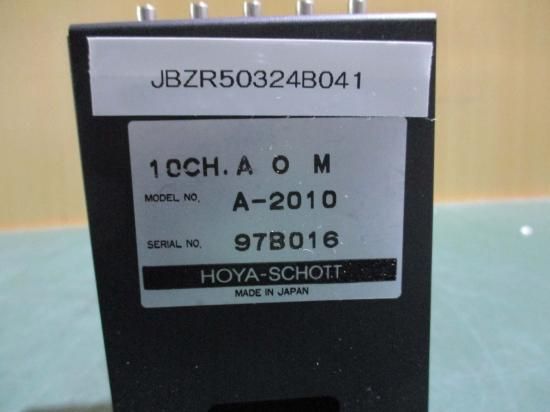 JBZR50324B041
10CH. A O M
MODEL NO. A-2010
SERIAL NO. 97B016
HOYA-SCHOTT
MADE IN JAPAN